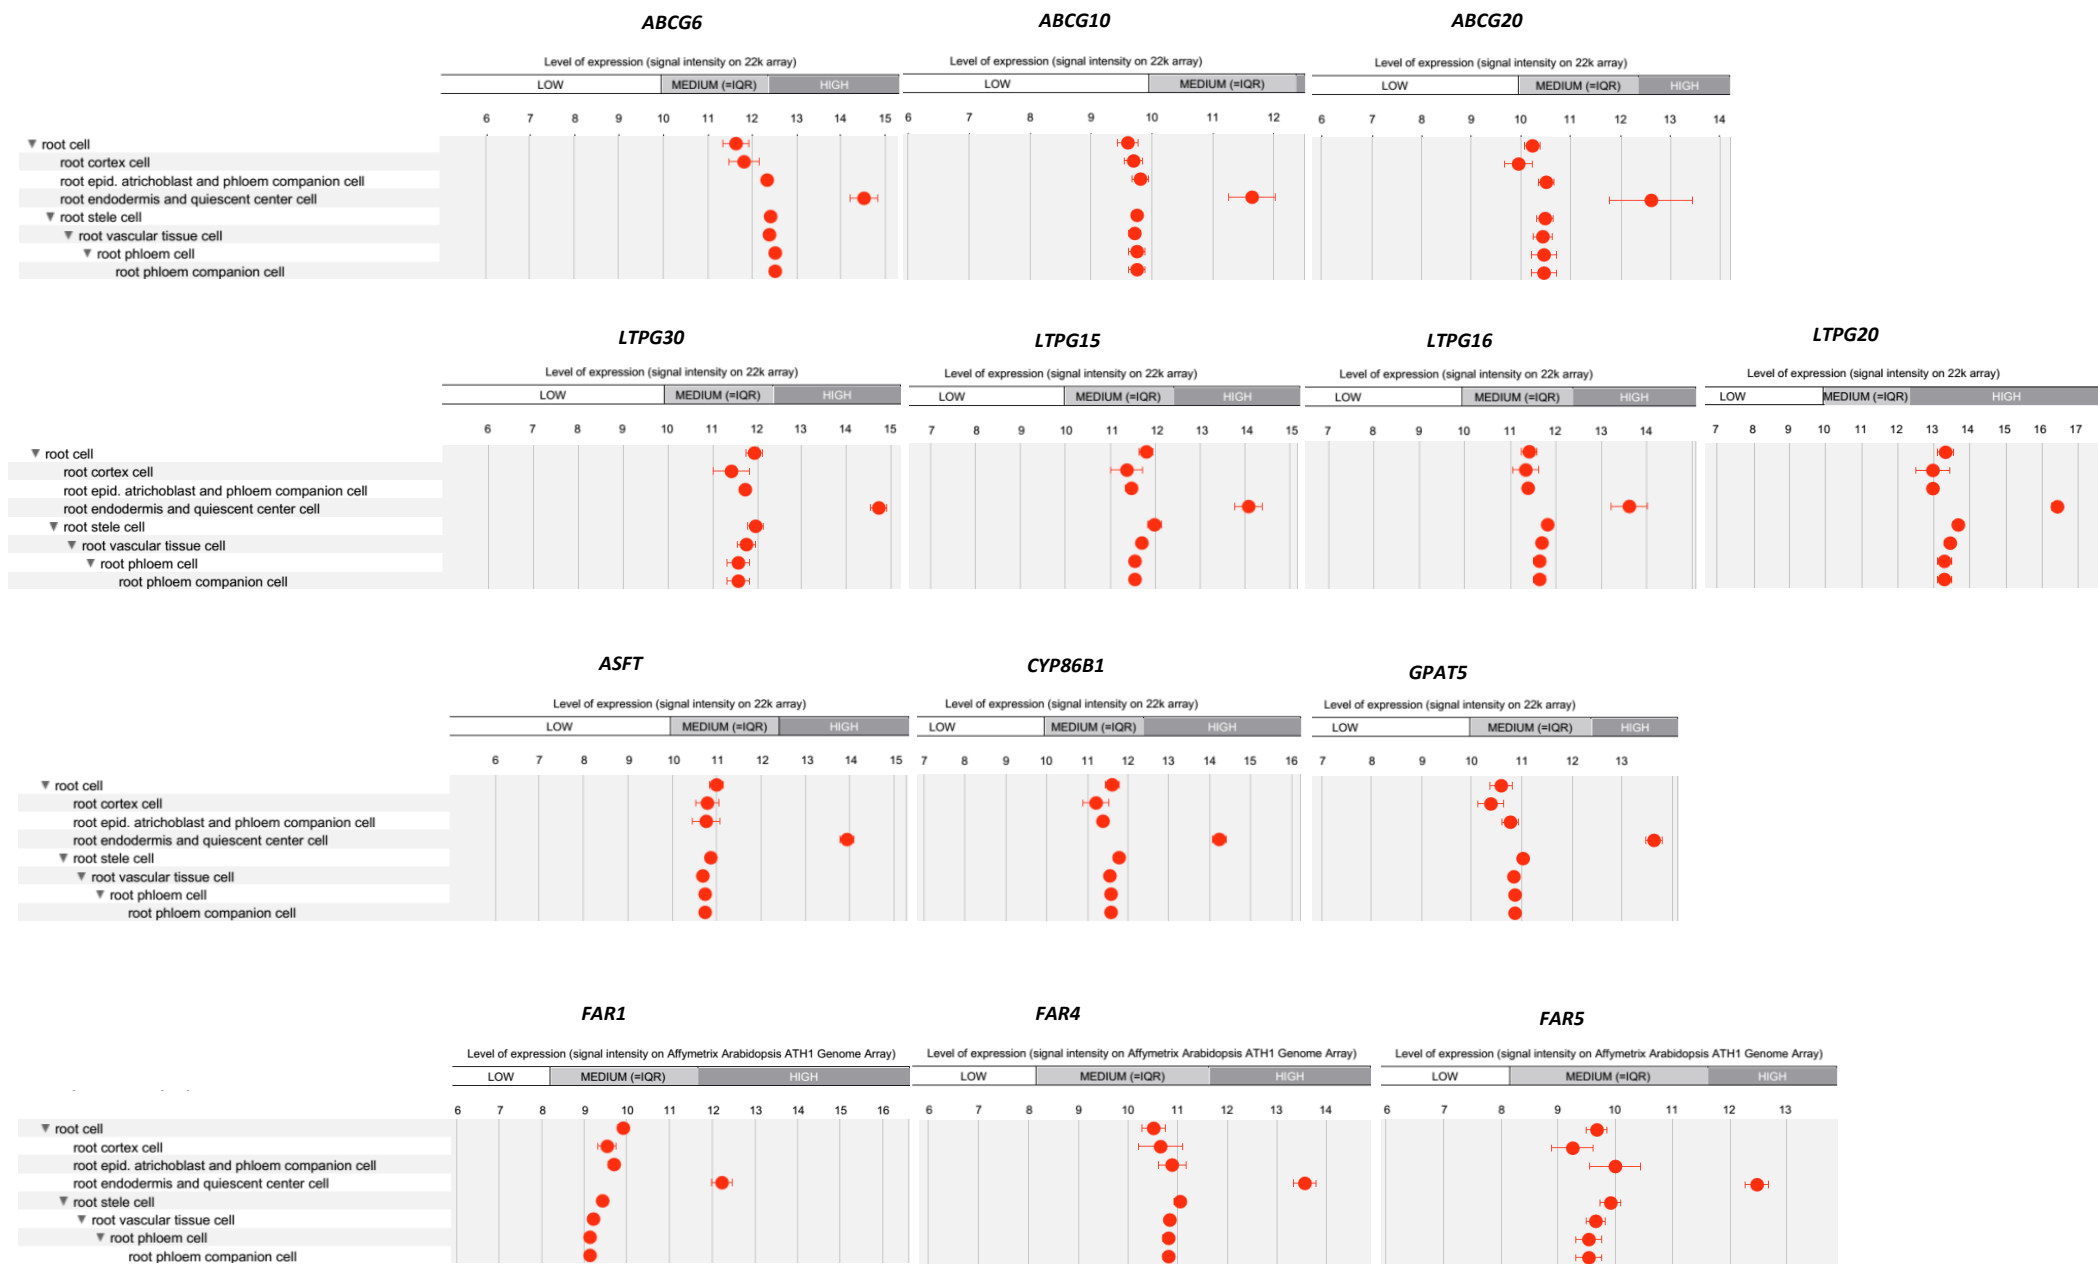 ABCG6 ABCG10 ABCG20
Level of expression (signal intensity on 22k array) Level of expression (signal intensity on 22k array) Level of expression (signal intensity on 22k array)
LOW MEDIUM (=IQR) HIGH LOW MEDIUM (=IQR) LOW MEDIUM (=IQR) HIGH
6 7 8 9 10 11 12 13 14 15 6 7 8 9 10 11 12 6 7 8 9 10 11 12 13 14
▼ root cell
root cortex cell
root epid. atrichoblast and phloem companion cell
root endodermis and quiescent center cell
▼ root stele cell
▼ root vascular tissue cell
▼ root phloem cell
root phloem companion cell
LTPG30 LTPG15 LTPG16 LTPG20
Level of expression (signal intensity on 22k array) Level of expression (signal intensity on 22k array) Level of expression (signal intensity on 22k array) Level of expression (signal intensity on 22k array)
LOW MEDIUM (=IQR) HIGH LOW MEDIUM (=IQR) HIGH LOW MEDIUM (=IQR) HIGH LOW MEDIUM (=IQR) HIGH
6 7 8 9 10 11 12 13 14 15 7 8 9 10 11 12 13 14 15 7 8 9 10 11 12 13 14 7 8 9 10 11 12 13 14 15 16 17
▼ root cell
root cortex cell
root epid. atrichoblast and phloem companion cell
root endodermis and quiescent center cell
▼ root stele cell
▼ root vascular tissue cell
▼ root phloem cell
root phloem companion cell
ASFT CYP86B1 GPAT5
Level of expression (signal intensity on 22k array) Level of expression (signal intensity on 22k array) Level of expression (signal intensity on 22k array)
LOW MEDIUM (=IQR) HIGH LOW MEDIUM (=IQR) HIGH LOW MEDIUM (=IQR) HIGH
6 7 8 9 10 11 12 13 14 15 7 8 9 10 11 12 13 14 15 16 7 8 9 10 11 12 13
▼ root cell
root cortex cell
root epid. atrichoblast and phloem companion cell
root endodermis and quiescent center cell
▼ root stele cell
▼ root vascular tissue cell
▼ root phloem cell
root phloem companion cell
FAR1 FAR4 FAR5
Level of expression (signal intensity on Affymetrix Arabidopsis ATH1 Genome Array) Level of expression (signal intensity on Affymetrix Arabidopsis ATH1 Genome Array) Level of expression (signal intensity on Affymetrix Arabidopsis ATH1 Genome Array)
LOW MEDIUM (=IQR) HIGH LOW MEDIUM (=IQR) HIGH LOW MEDIUM (=IQR) HIGH
6 7 8 9 10 11 12 13 14 15 16 6 7 8 9 10 11 12 13 14 6 7 8 9 10 11 12 13
▼ root cell
root cortex cell
root epid. atrichoblast and phloem companion cell
root endodermis and quiescent center cell
▼ root stele cell
▼ root vascular tissue cell
▼ root phloem cell
root phloem companion cell